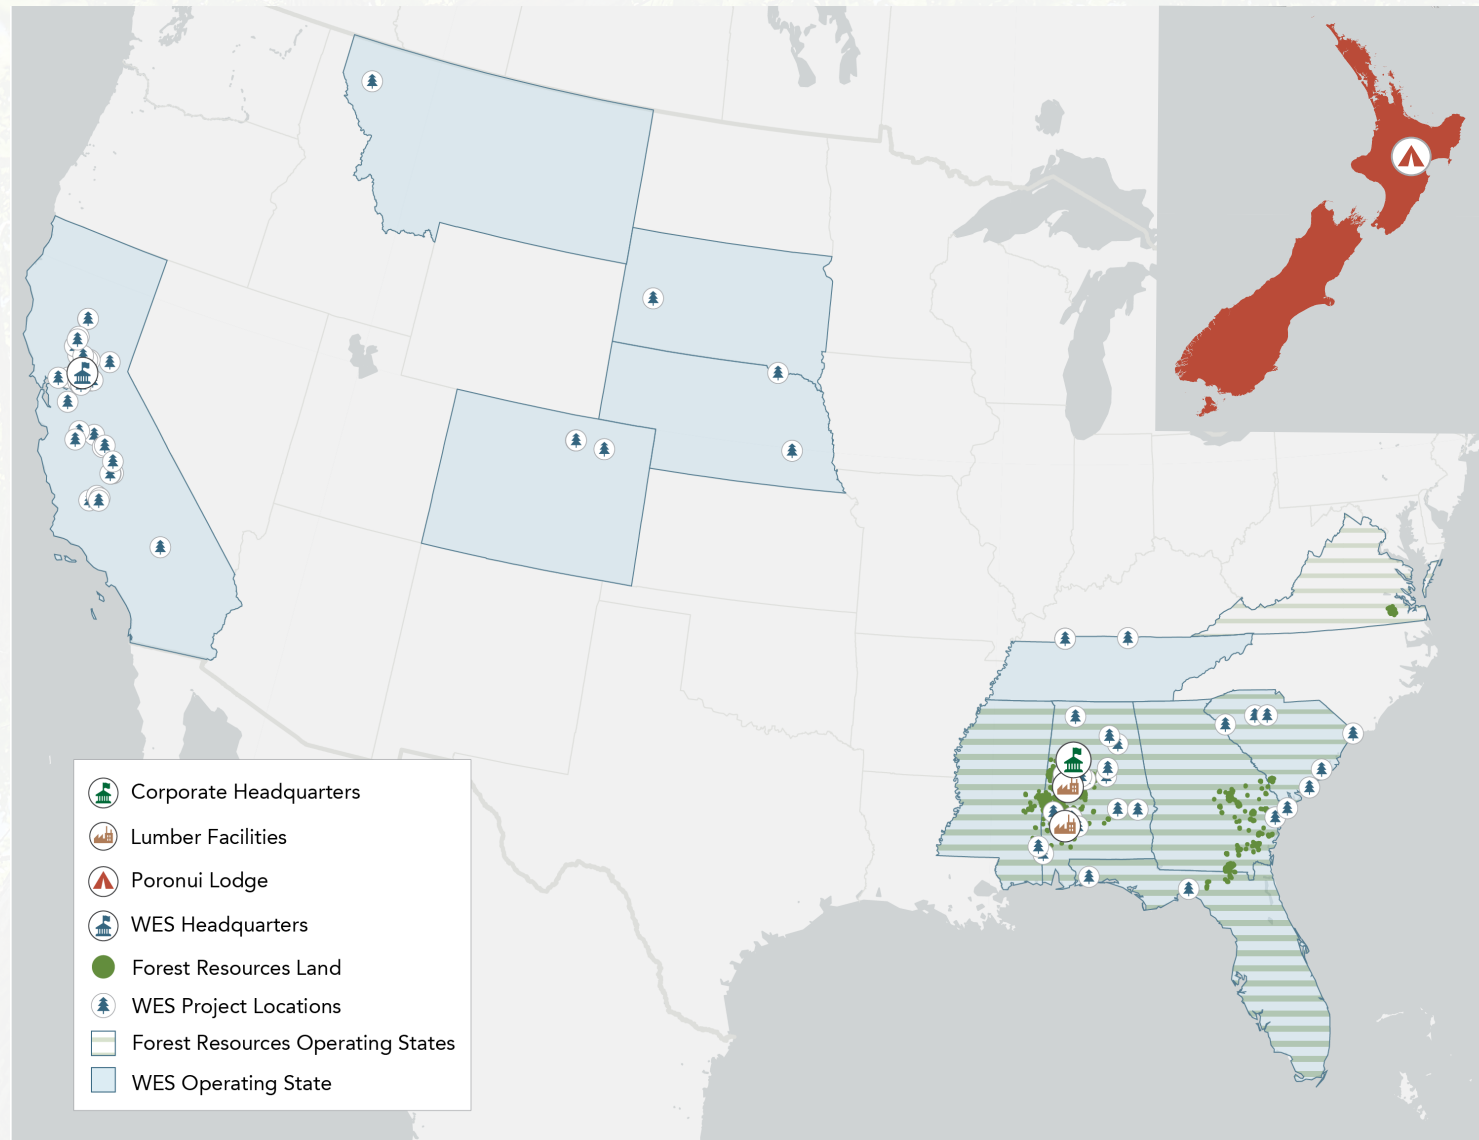 Corporate Headquarters
Lumber Facilities
Poronui Lodge
WES Headquarters
Forest Resources Land
WES Project Locations
Forest Resources Operating States
WES Operating State